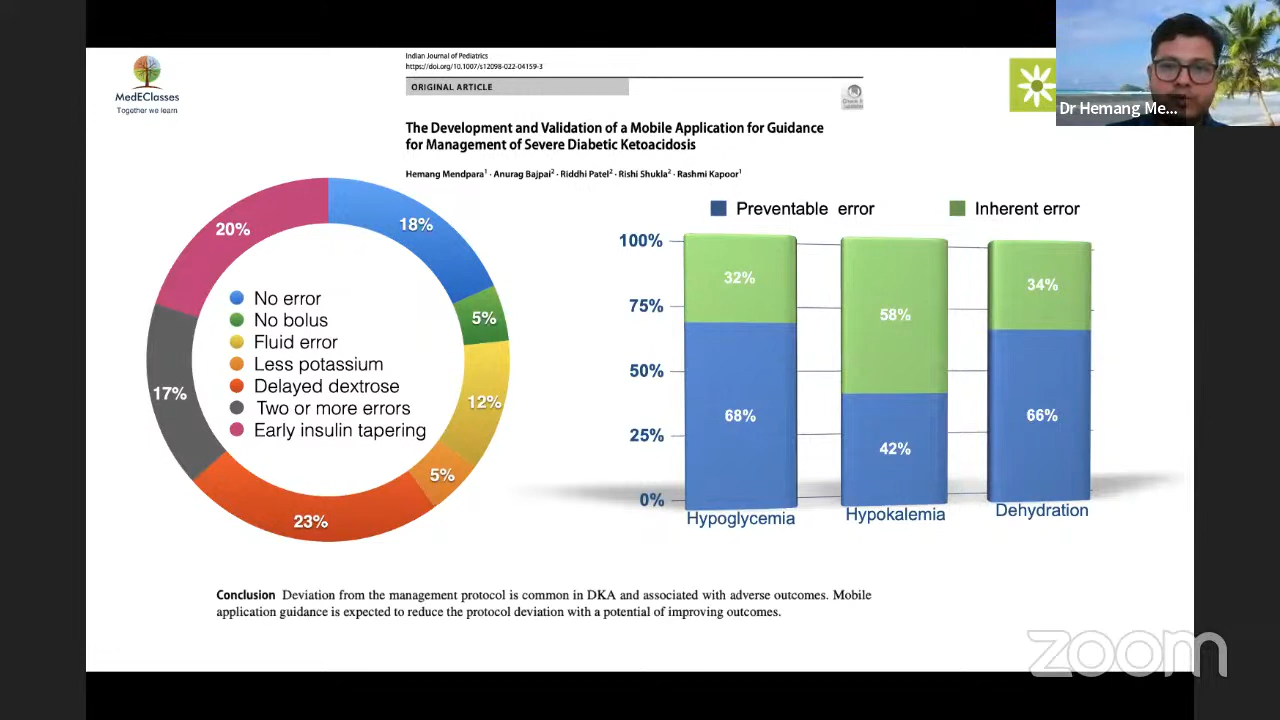 MedEClasses
Together we learn
Indian Journal of Pediatrics
https://doi.org/10.1007/s12098-022-04159-3
ORIGINAL ARTICLE
The Development and Validation of a Mobile Application for Guidance
for Management of Severe Diabetic Ketoacidosis
Hemang Mendpara1 · Anurag Bajpai2 · Riddhi Patel2 · Rishi Shukla2 · Rashmi Kapoor1
Dr Hemang Me...
20%
18%
5%
12%
5%
23%
17%
No error
No bolus
Fluid error
Less potassium
Delayed dextrose
Two or more errors
Early insulin tapering
Preventable error
Inherent error
100%
75%
50%
25%
0%
32%
68%
58%
42%
34%
66%
Hypoglycemia
Hypokalemia
Dehydration
Conclusion Deviation from the management protocol is common in DKA and associated with adverse outcomes. Mobile
application guidance is expected to reduce the protocol deviation with a potential of improving outcomes.
zoom